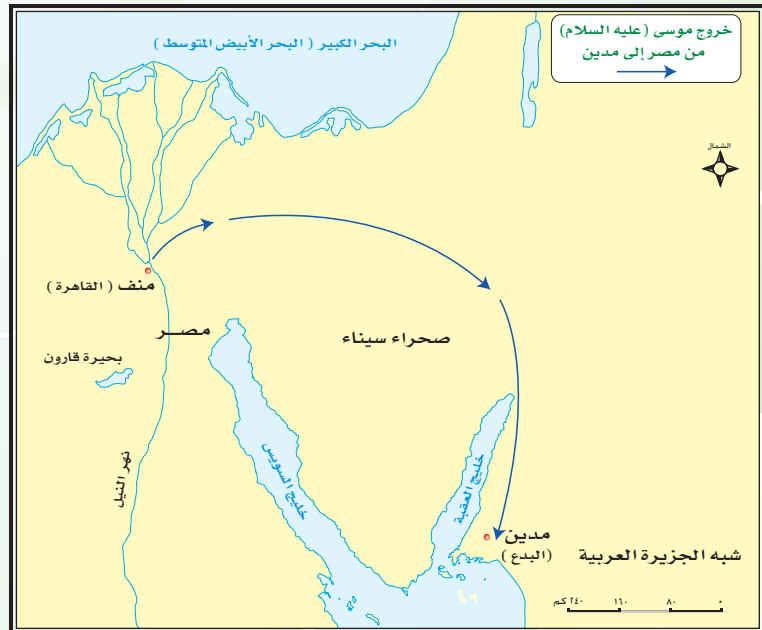 خروج موسى (عليه السلام)
من مصر إلى مدين
البحر الكبير ( البحر الأبيض المتوسط )
الشمال
منف ( القاهرة )
مصــر
صحراء سيناء
بحيرة قارون
نهر النيل
خليج السويس
خليج العقبة
مدين
(البدع )
شبه الجزيرة العربية
٢٤٠ كم ١٦٠ ٨٠ ٠